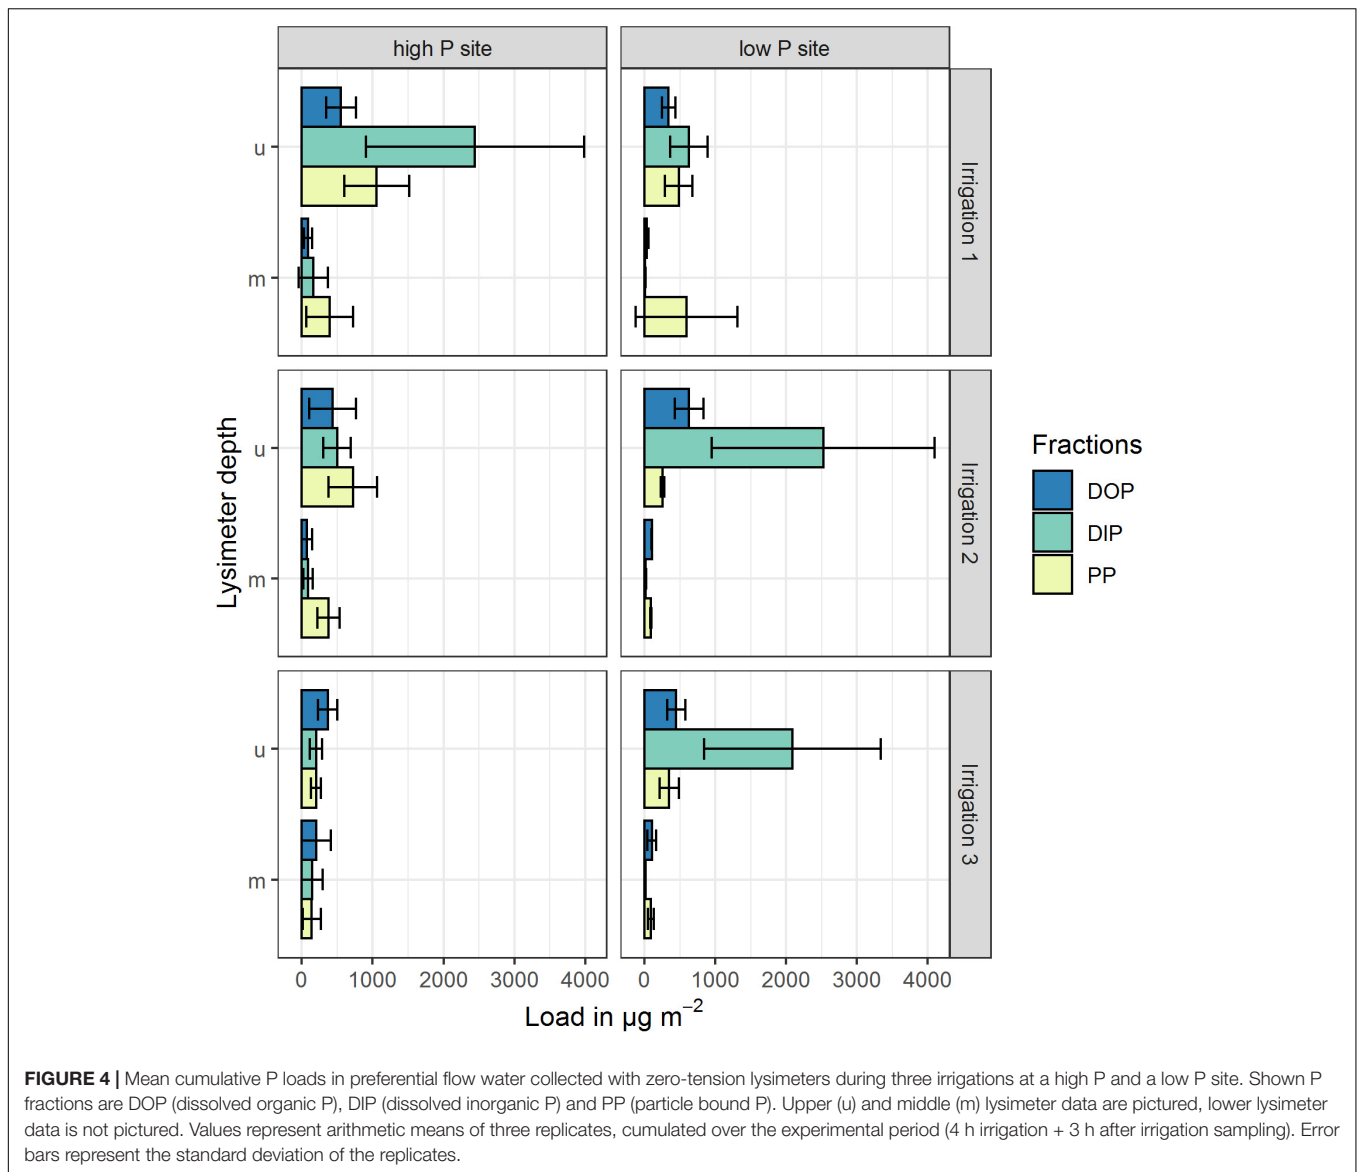 high P site
low P site
u
m
Irrigation 1
Lysimeter depth
u
m
Irrigation 2
u
m
Irrigation 3
0 1000 2000 3000 4000
0 1000 2000 3000 4000
Load in µg m⁻²
Fractions
DOP
DIP
PP
FIGURE 4 | Mean cumulative P loads in preferential flow water collected with zero-tension lysimeters during three irrigations at a high P and a low P site. Shown P
fractions are DOP (dissolved organic P), DIP (dissolved inorganic P) and PP (particle bound P). Upper (u) and middle (m) lysimeter data are pictured, lower lysimeter
data is not pictured. Values represent arithmetic means of three replicates, cumulated over the experimental period (4 h irrigation + 3 h after irrigation sampling). Error
bars represent the standard deviation of the replicates.